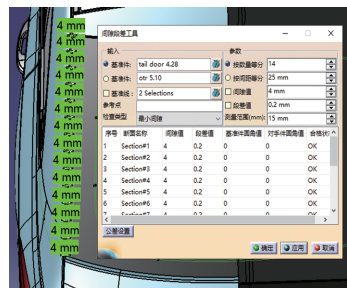 4 mm
4 mm
4 mm
4 mm
4 mm
4 mm
4 mm
4 mm
4 mm
4 mm
4 mm
4 mm
4 mm
间隙段差工具
输入
基准件: tail door 4.28
基准件: otr 5.10
基准线: 2 Selections
参考点
检查类型 最小间隙
参数
按数量等分 14
按间距等分 25 mm
间隙值 4 mm
段差值 0.2 mm
测量范围(mm): 15 mm
序号 断面名称 间隙值 段差值 基准件圆角值 对手件圆角值 合格状
1 Section#1 4 0.2 0 0 OK
2 Section#2 4 0.2 0 0 OK
3 Section#3 4 0.2 0 0 OK
4 Section#4 4 0.2 0 0 OK
5 Section#5 4 0.2 0 0 OK
6 Section#6 4 0.2 0 0 OK
7 Section#7 4 0.2 0 0 OK
公差设置
确定 应用 取消